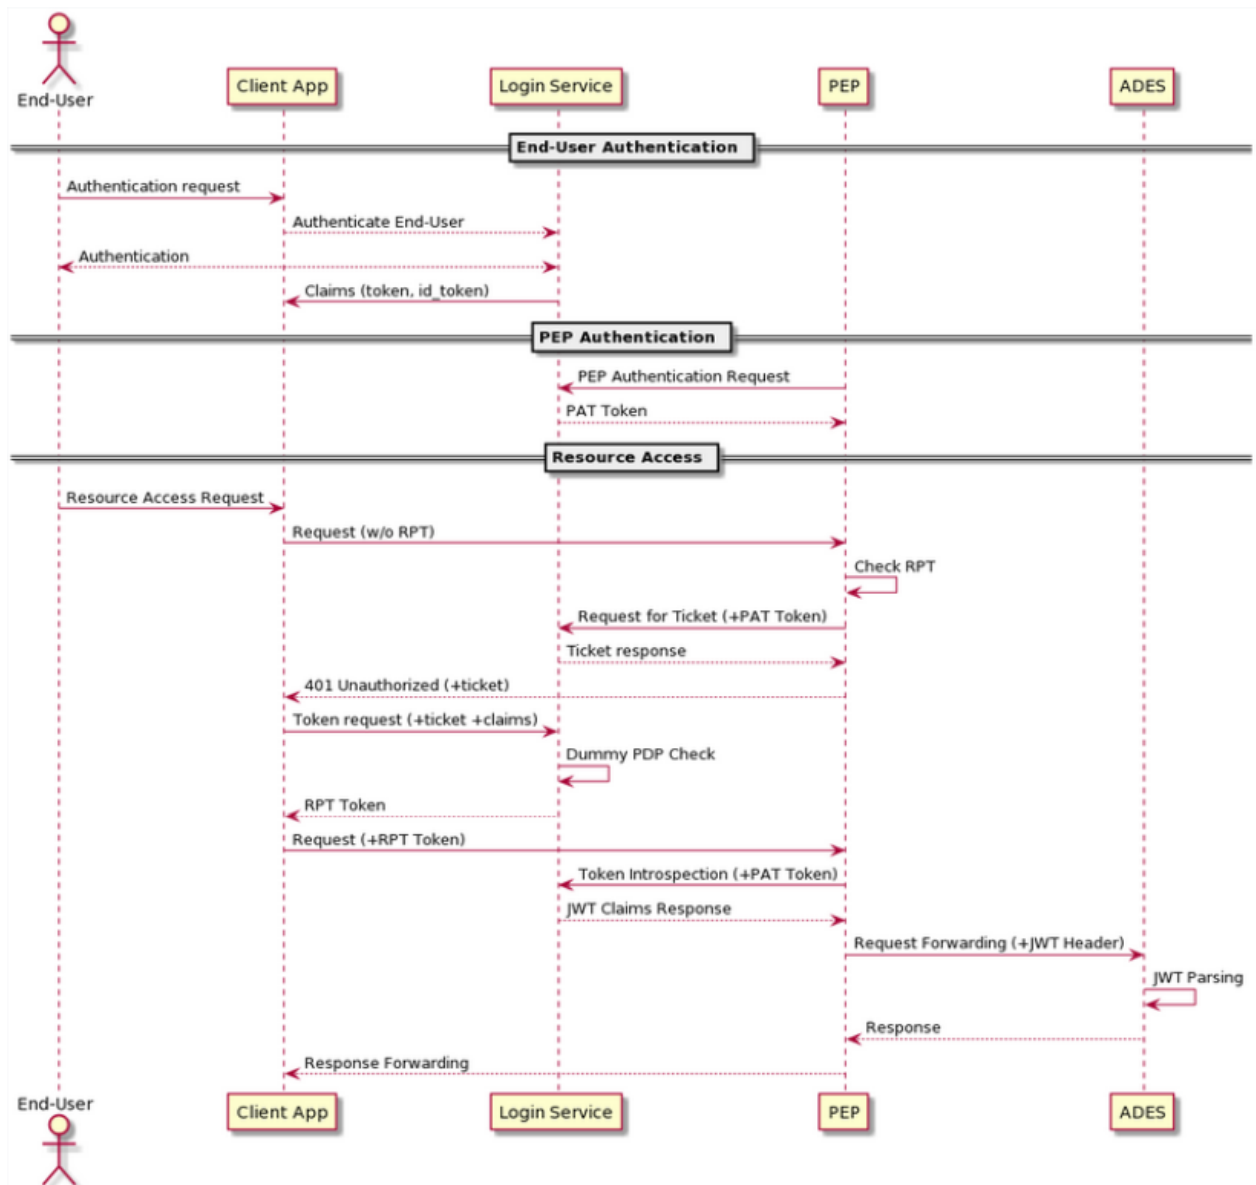 End-User
Client App
Login Service
PEP
ADES
End-User Authentication
Authentication request
Authenticate End-User
Authentication
Claims (token, id_token)
PEP Authentication
PEP Authentication Request
PAT Token
Resource Access
Resource Access Request
Request (w/o RPT)
Check RPT
Request for Ticket (+PAT Token)
Ticket response
401 Unauthorized (+ticket)
Token request (+ticket +claims)
Dummy PDP Check
RPT Token
Request (+RPT Token)
Token Introspection (+PAT Token)
JWT Claims Response
Request Forwarding (+JWT Header)
JWT Parsing
Response
Response Forwarding
End-User
Client App
Login Service
PEP
ADES